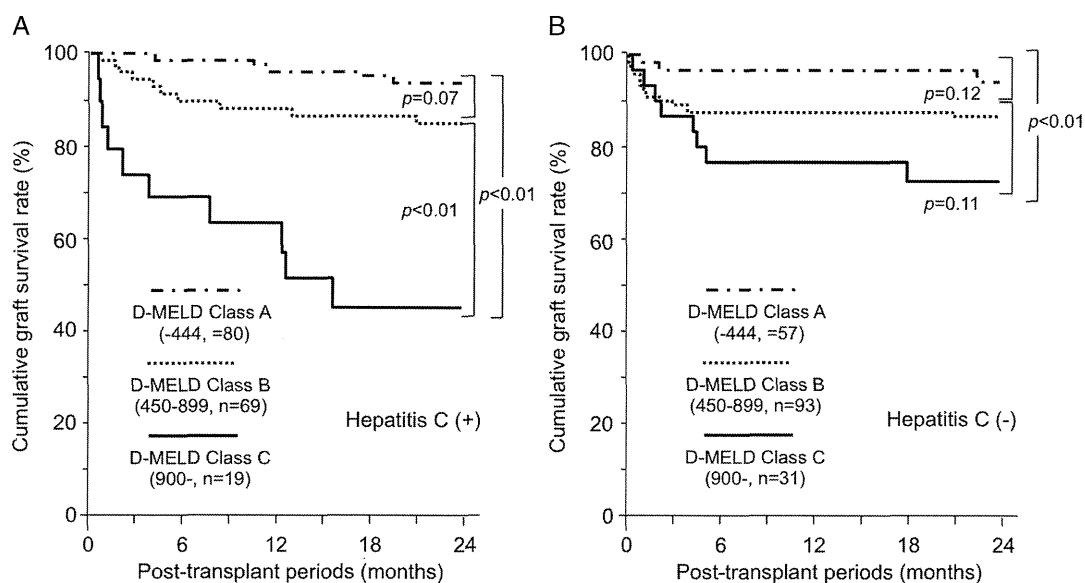 A
Cumulative graft survival rate (%)
100
80
60
40
20
0
p=0.07
p<0.01
p<0.01
D-MELD Class A
(-444, =80)
D-MELD Class B
(450-899, n=69)
Hepatitis C (+)
D-MELD Class C
(900-, n=19)
0 6 12 18 24
Post-transplant periods (months)
B
Cumulative graft survival rate (%)
100
80
60
40
20
0
p=0.12
p<0.01
p=0.11
D-MELD Class A
(-444, =57)
D-MELD Class B
(450-899, n=93)
Hepatitis C (-)
D-MELD Class C
(900-, n=31)
0 6 12 18 24
Post-transplant periods (months)